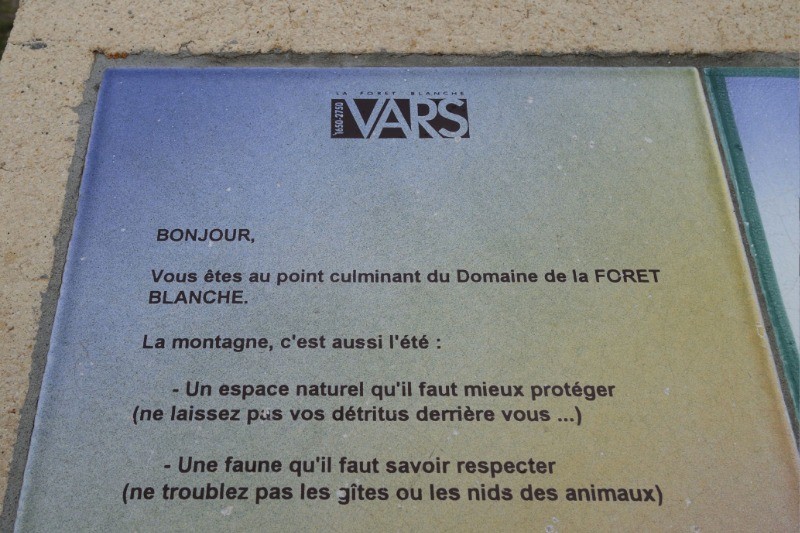 LA FORET BLANCHE
1650-2750
VARS
BONJOUR,
Vous êtes au point culminant du Domaine de la FORET
BLANCHE.
La montagne, c'est aussi l'été :
- Un espace naturel qu'il faut mieux protéger
(ne laissez pas vos détritus derrière vous ...)
- Une faune qu'il faut savoir respecter
(ne troublez pas les gîtes ou les nids des animaux)